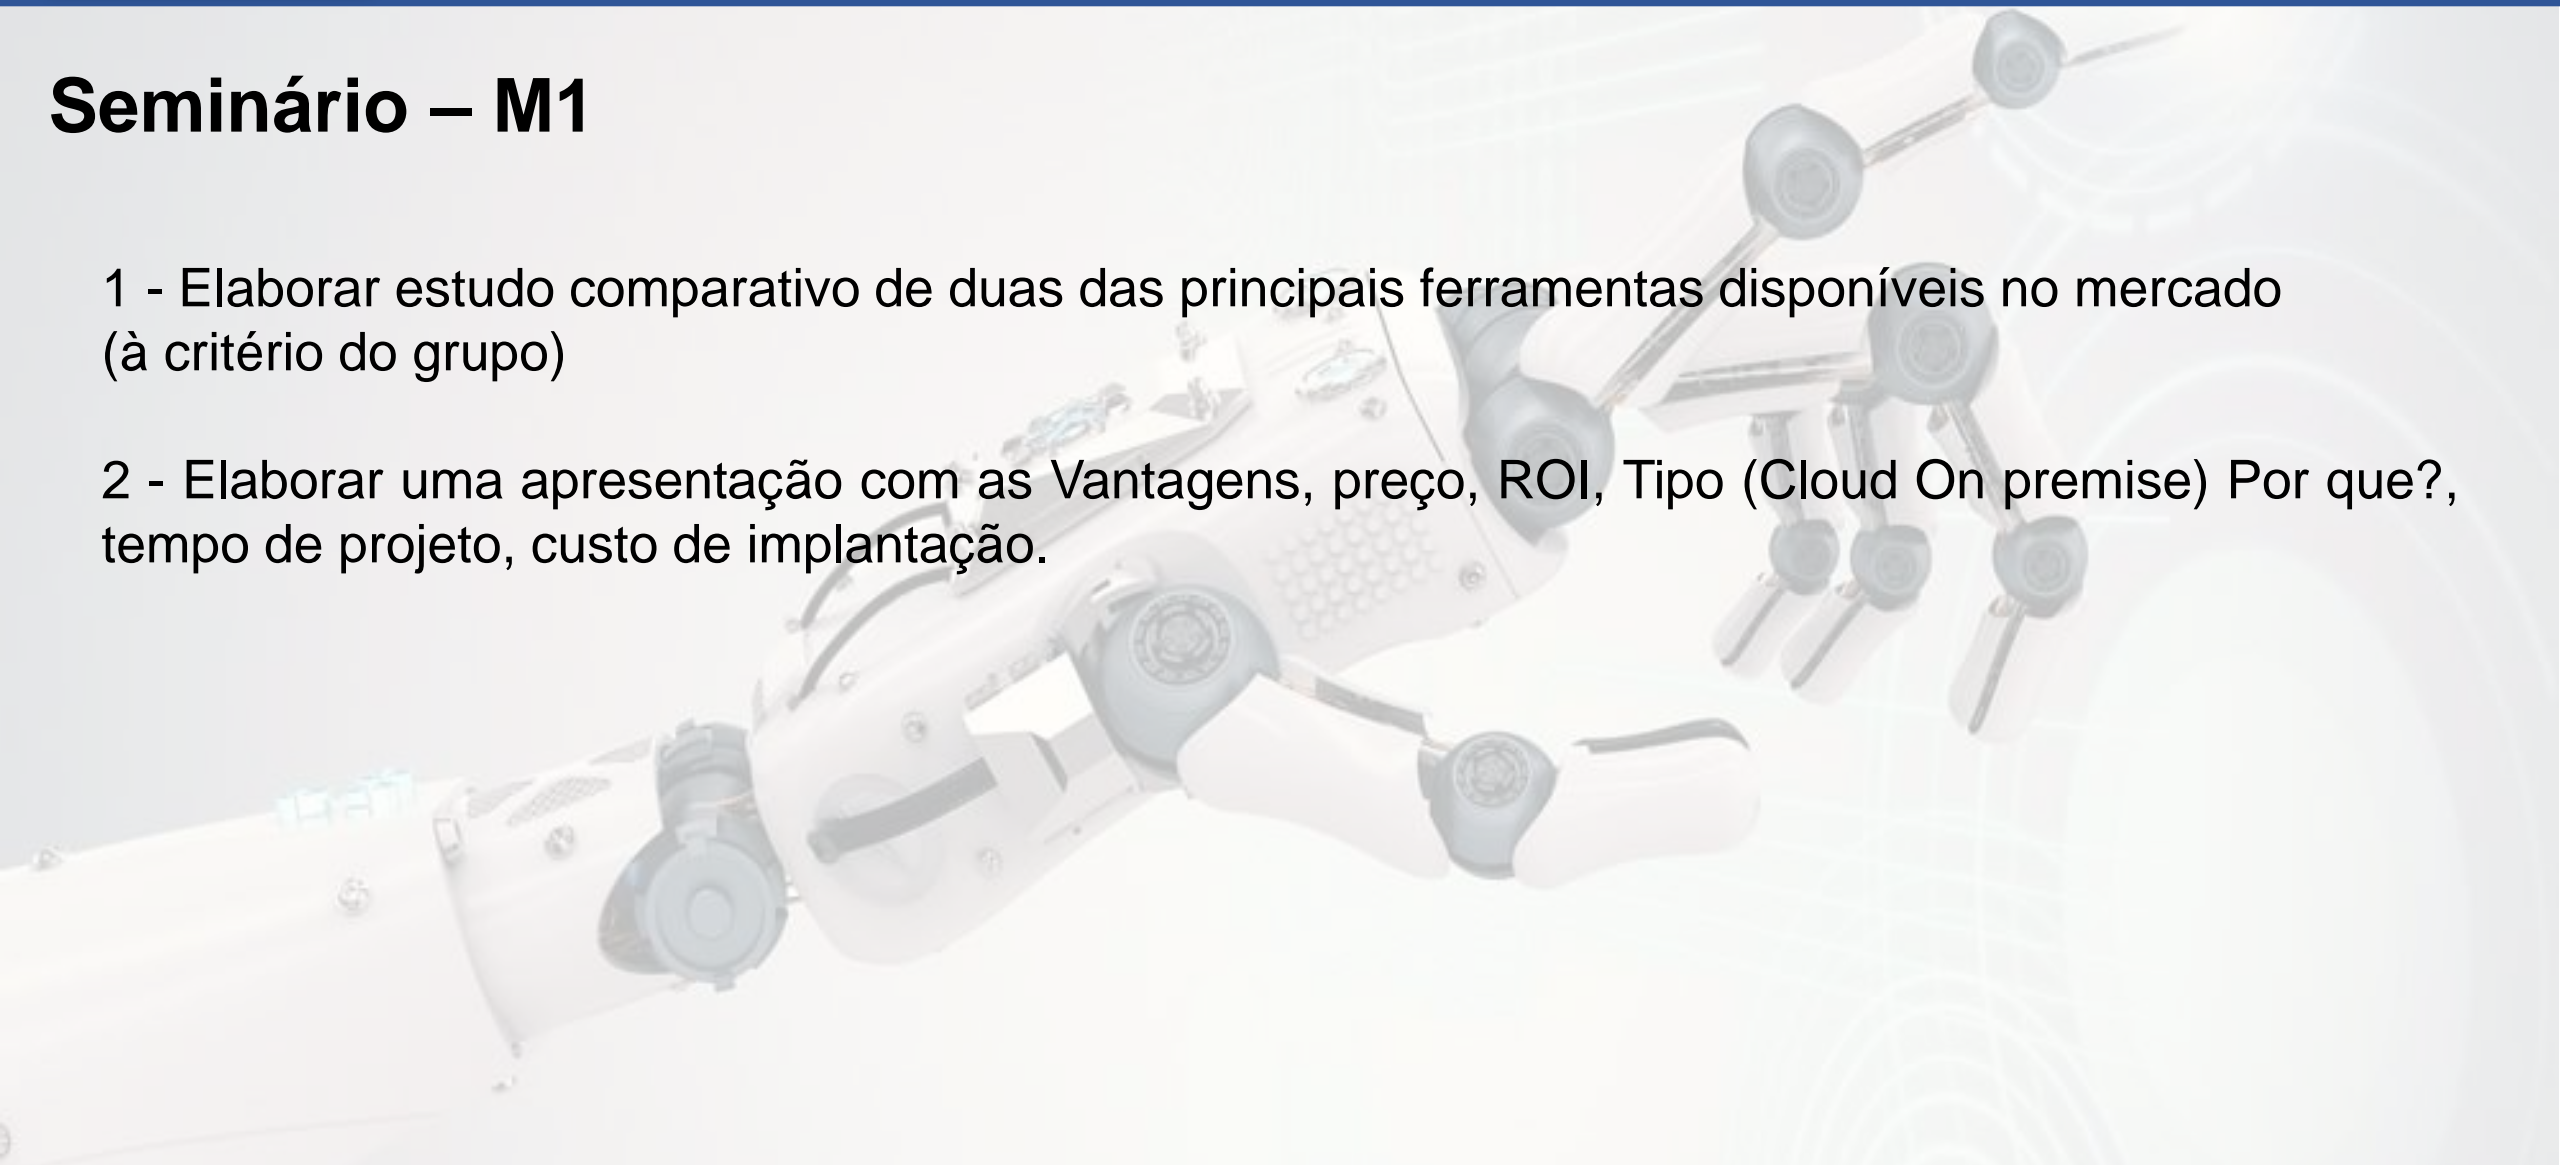 Seminário – M1
1 - Elaborar estudo comparativo de duas das principais ferramentas disponíveis no mercado
(à critério do grupo)
2 - Elaborar uma apresentação com as Vantagens, preço, ROI, Tipo (Cloud On premise) Por que?,
tempo de projeto, custo de implantação.